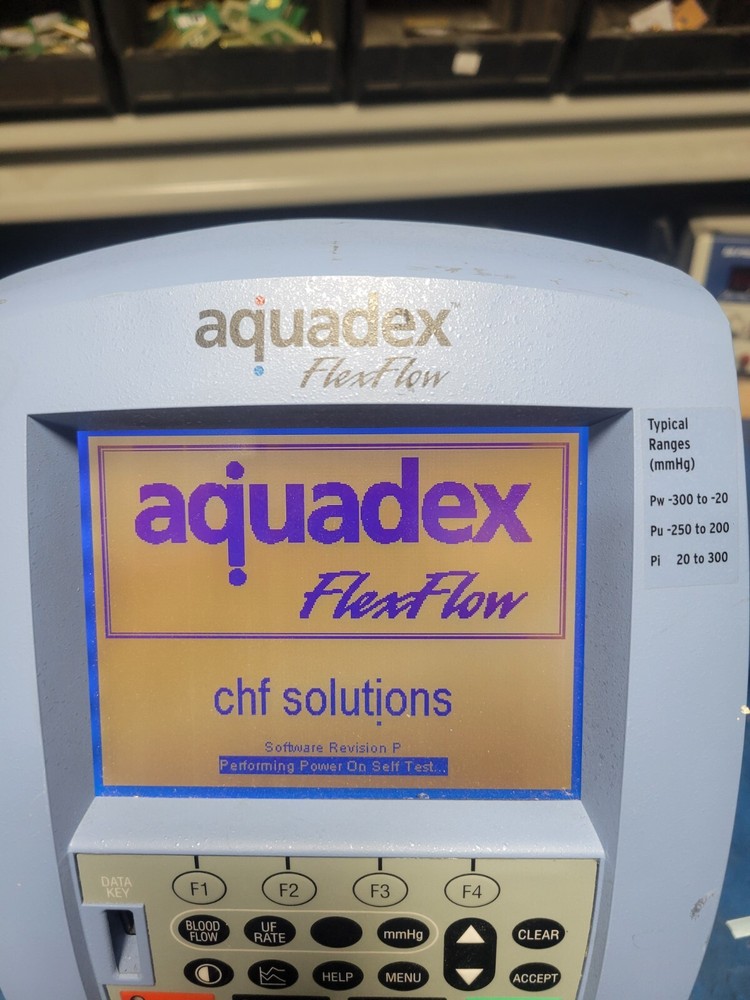 aquadex™
FlexFlow
aquadex
FlexFlow
chf solutions
Software Revision P
Performing Power On Self Test...
Typical
Ranges
(mmHg)
Pw -300 to -20
Pu -250 to 200
Pi 20 to 300
DATA
KEY
F1 F2 F3 F4
BLOOD
FLOW
UF
RATE
mmHg
CLEAR
HELP
MENU
ACCEPT